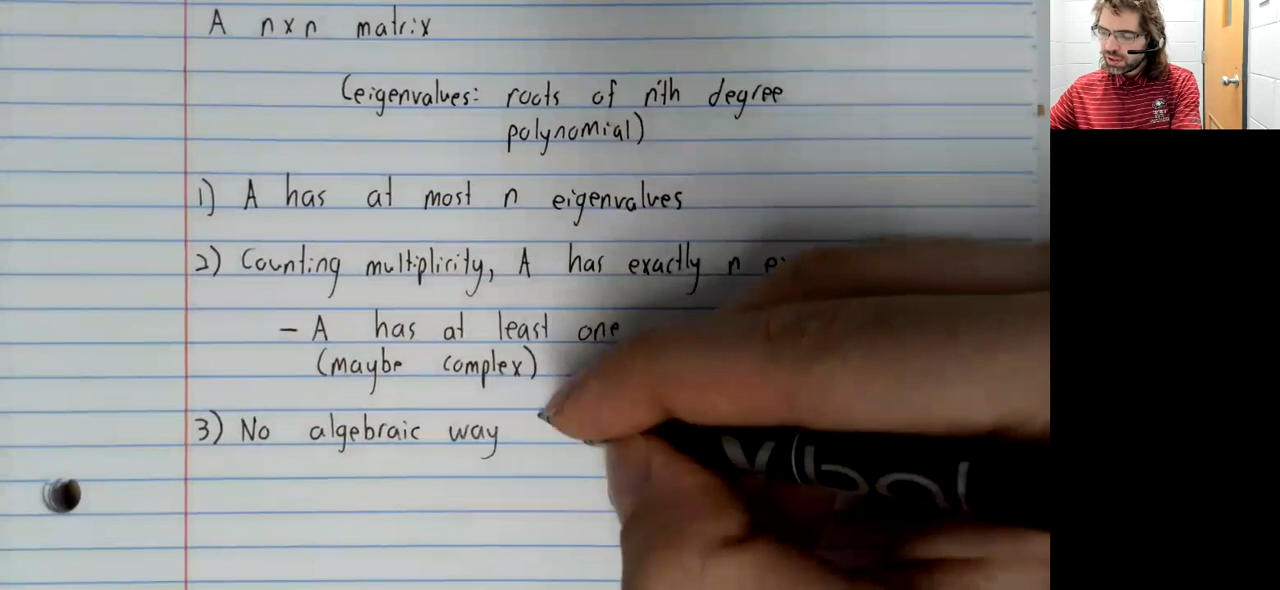 A n x n matrix
(eigenvalues: roots of n'th degree
polynomial)
1) A has at most n eigenvalues
2) Counting multiplicity, A has exactly n
- A has at least one
(maybe complex)
3) No algebraic way